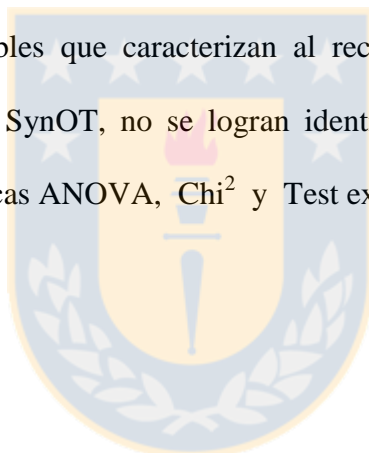 bles que caracterizan al rec
SynOT, no se logran ident
cas ANOVA, Chi² y Test ex